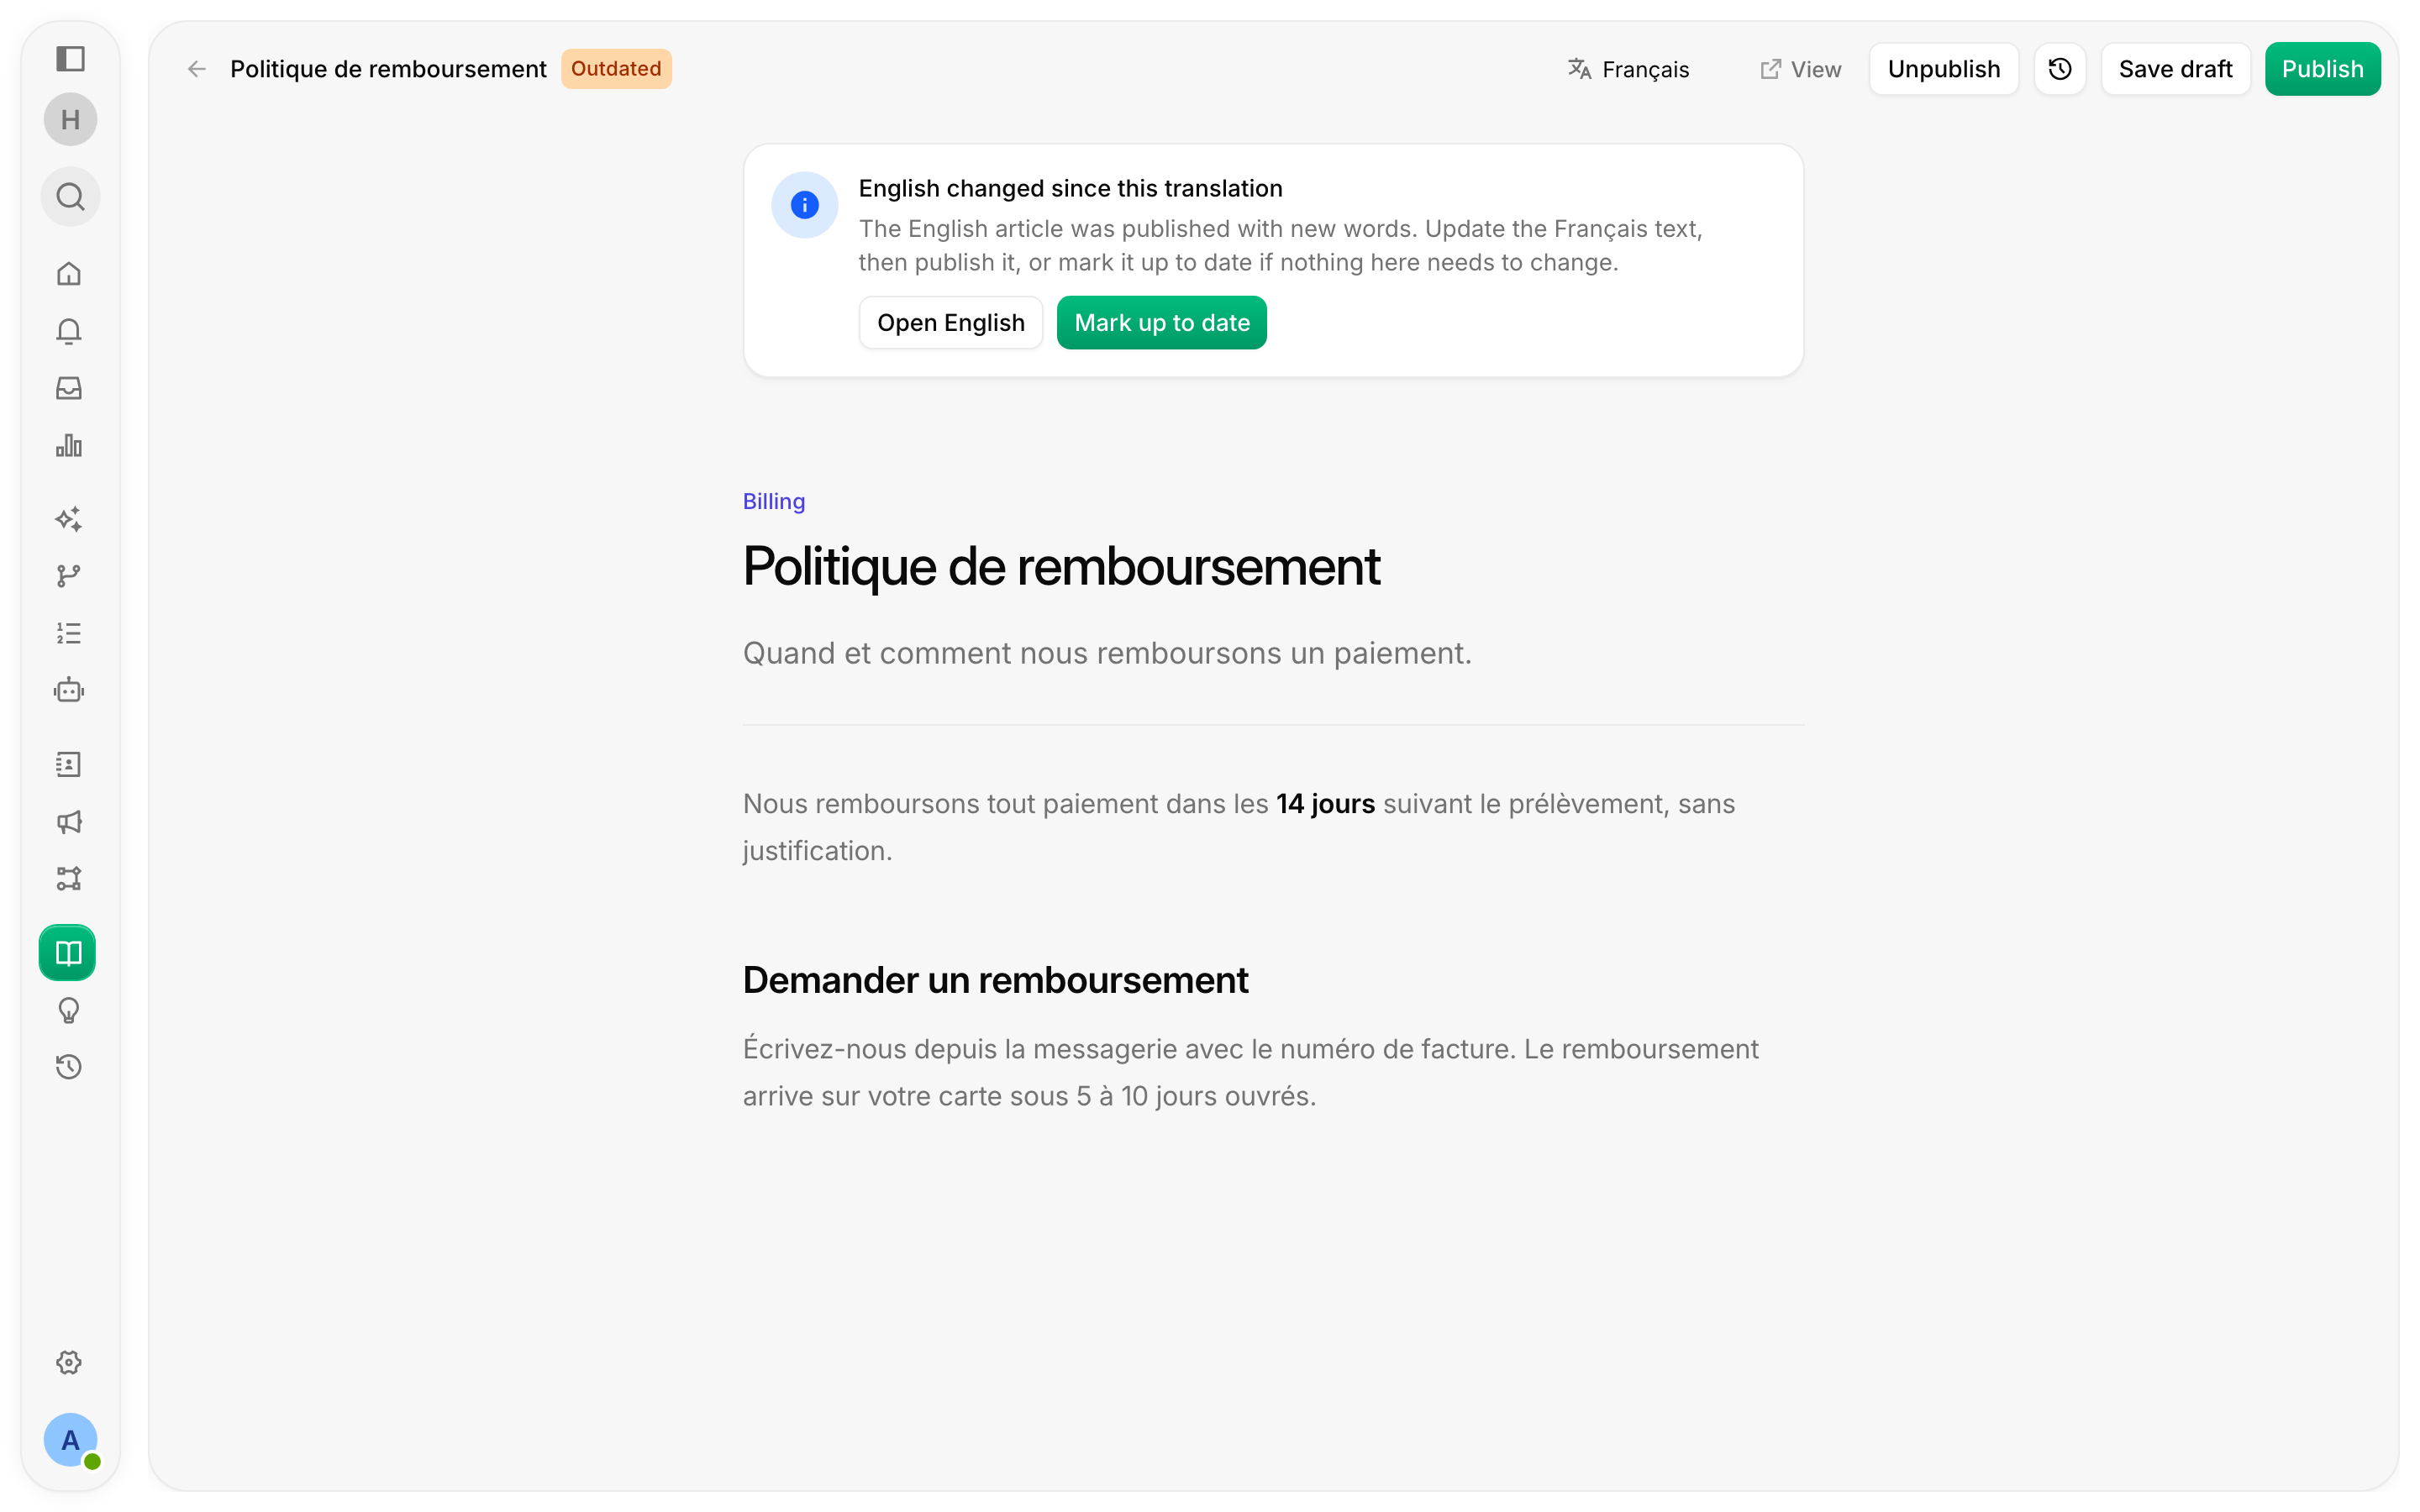 H
Politique de remboursement
Outdated
Français
View
Unpublish
Save draft
Publish
English changed since this translation
The English article was published with new words. Update the Français text,
then publish it, or mark it up to date if nothing here needs to change.
Open English
Mark up to date
Billing
Politique de remboursement
Quand et comment nous remboursons un paiement.
Nous remboursons tout paiement dans les 14 jours suivant le prélèvement, sans
justification.
Demander un remboursement
Écrivez-nous depuis la messagerie avec le numéro de facture. Le remboursement
arrive sur votre carte sous 5 à 10 jours ouvrés.
A